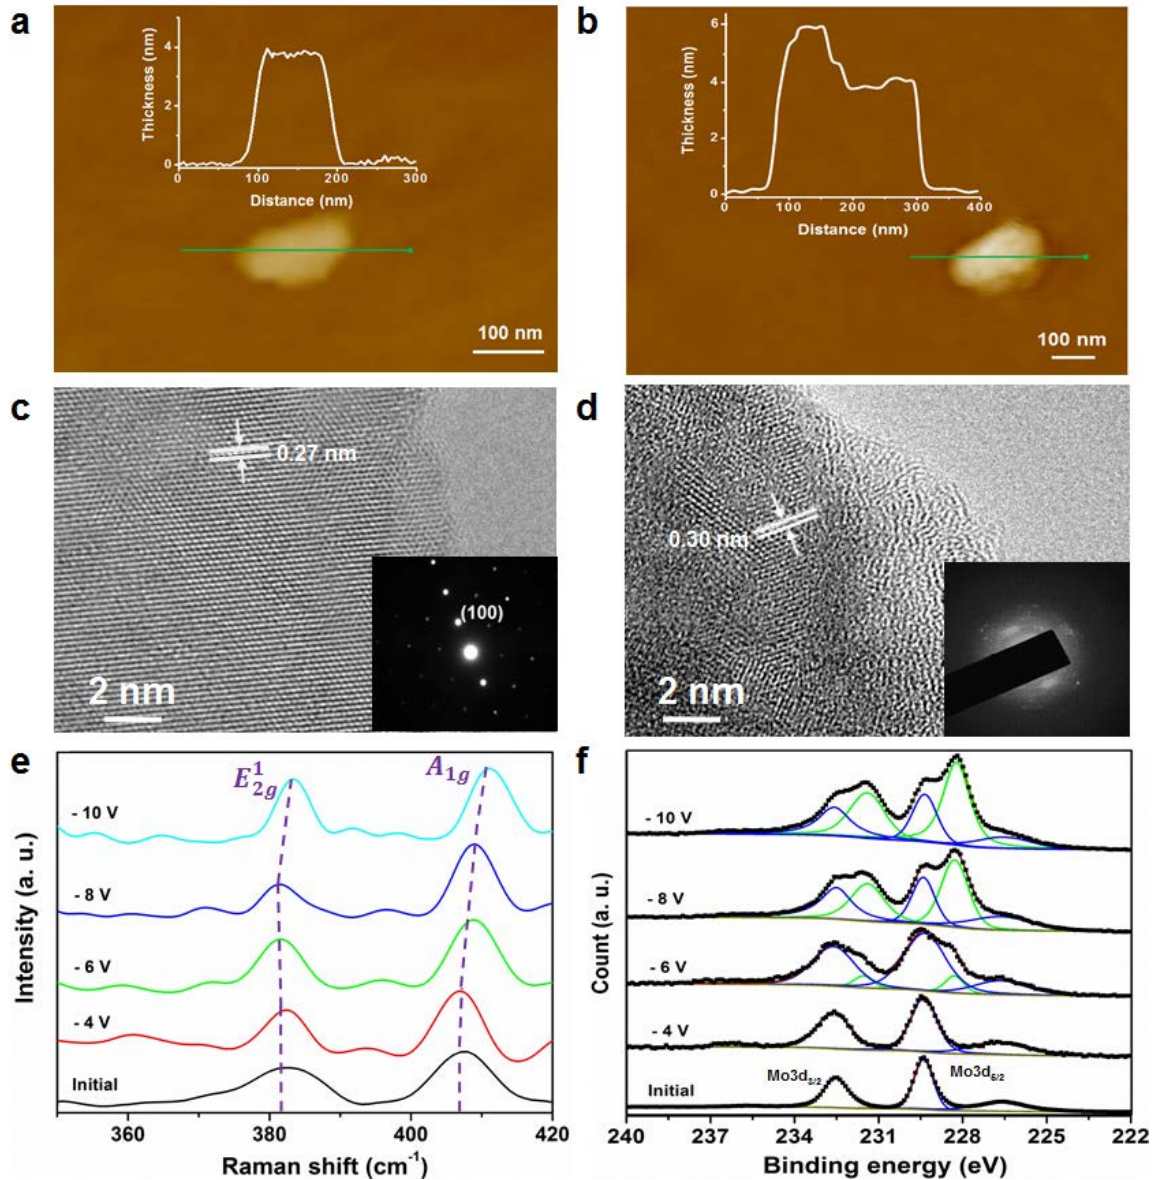 a
Thickness (nm)
4
2
0
0 100 200 300
Distance (nm)
100 nm
b
Thickness (nm)
6
4
2
0
0 100 200 300 400
Distance (nm)
100 nm
c
0.27 nm
(100)
2 nm
d
0.30 nm
2 nm
e
E¹₂g
A₁g
- 10 V
- 8 V
- 6 V
- 4 V
Initial
Intensity (a. u.)
360 380 400 420
Raman shift (cm⁻¹)
f
- 10 V
- 8 V
- 6 V
- 4 V
Initial
Mo3d₃/₂
Mo3d₅/₂
Count (a. u.)
240 237 234 231 228 225 222
Binding energy (eV)